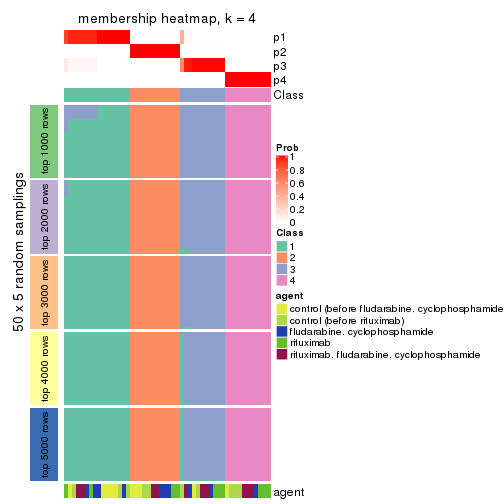 membership heatmap, k = 4
p1
p2
p3
p4
Class
50 x 5 random samplings
top 1000 rows
top 2000 rows
top 3000 rows
top 4000 rows
top 5000 rows
agent
Prob
1
0.8
0.6
0.4
0.2
0
Class
1
2
3
4
agent
control (before fludarabine. cyclophosphamide
control (before rituximab)
fludarabine. cyclophosphamide
rituximab
rituximab. fludarabine. cyclophosphamide